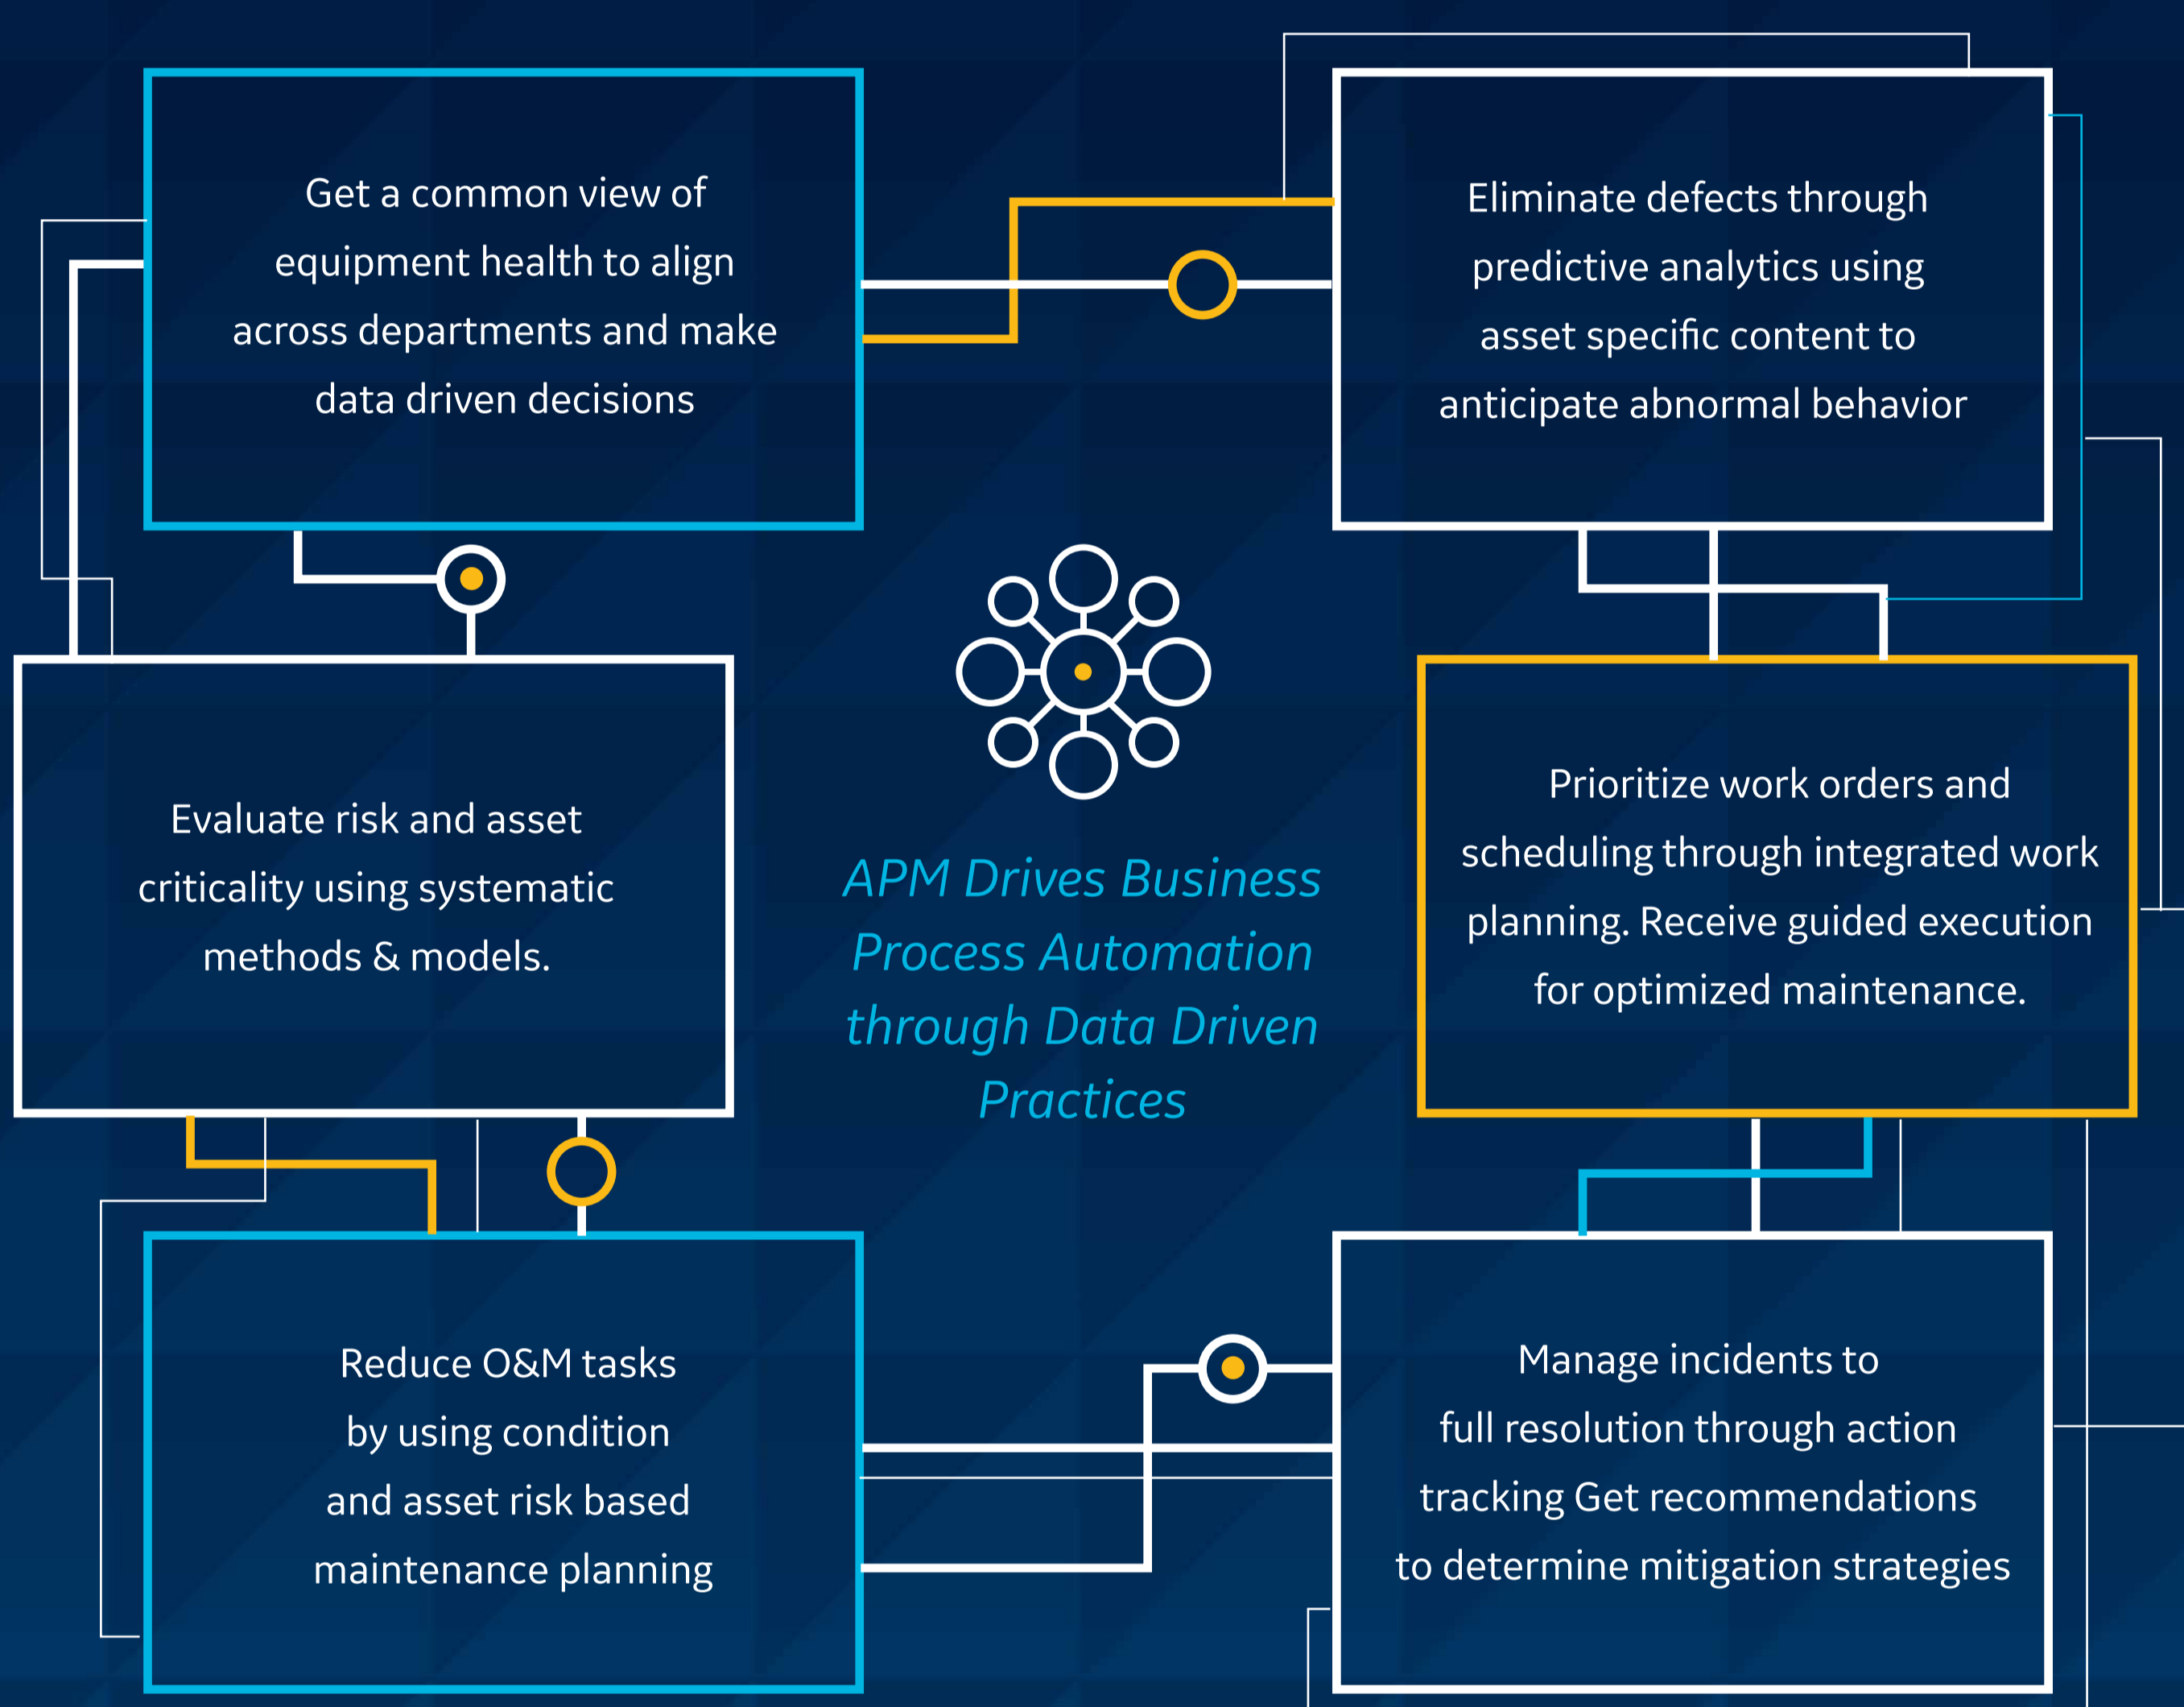 Get a common view of
equipment health to align
across departments and make
data driven decisions
Eliminate defects through
predictive analytics using
asset specific content to
anticipate abnormal behavior
Evaluate risk and asset
criticality using systematic
methods & models.
APM Drives Business
Process Automation
through Data Driven
Practices
Prioritize work orders and
scheduling through integrated work
planning. Receive guided execution
for optimized maintenance.
Reduce O&M tasks
by using condition
and asset risk based
maintenance planning
Manage incidents to
full resolution through action
tracking Get recommendations
to determine mitigation strategies